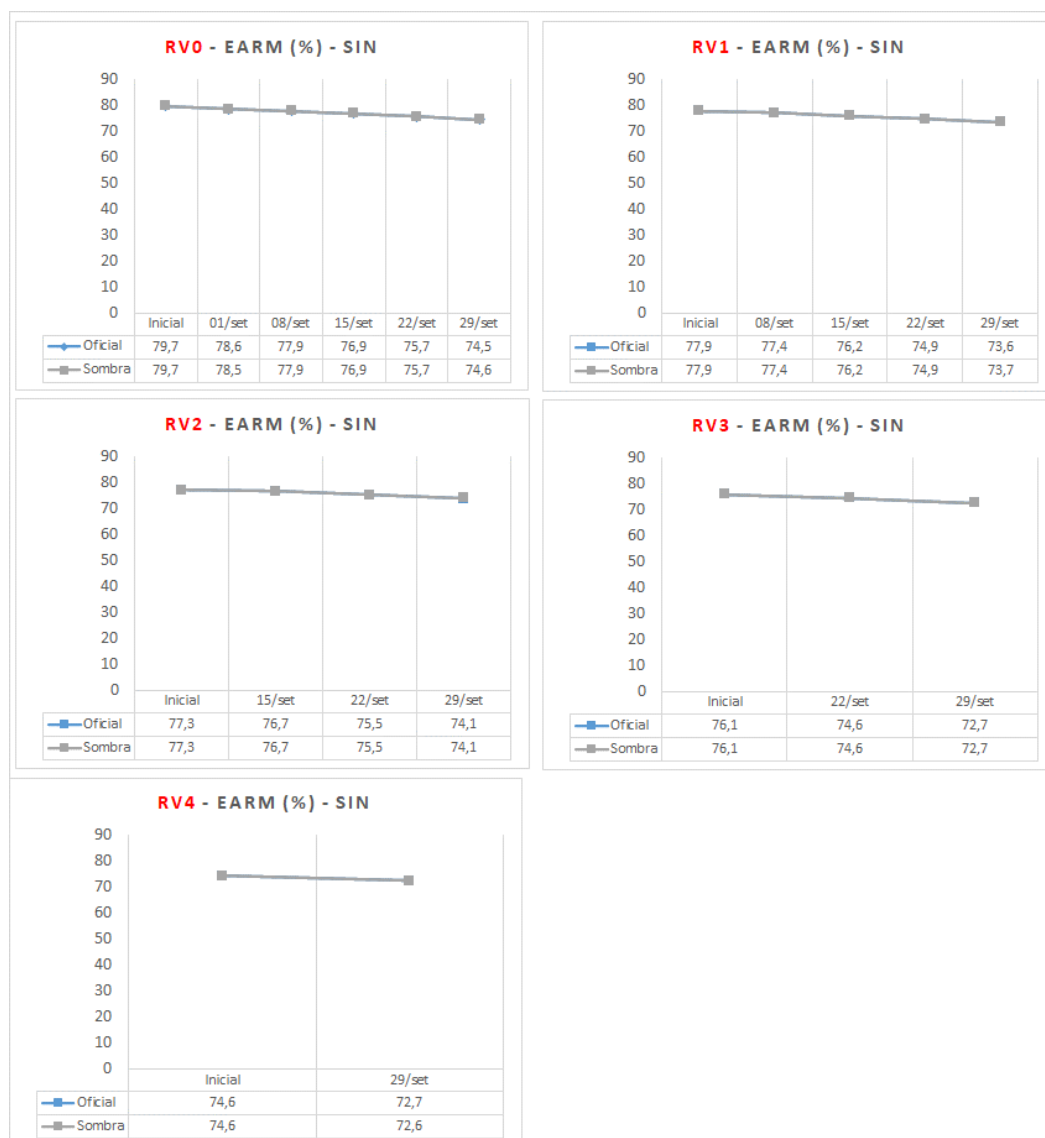 RV0 - EARM (%) - SIN
90
80
70
60
50
40
30
20
10
0
Inicial 01/set 08/set 15/set 22/set 29/set
Oficial 79,7 78,6 77,9 76,9 75,7 74,5
Sombra 79,7 78,5 77,9 76,9 75,7 74,6
RV1 - EARM (%) - SIN
90
80
70
60
50
40
30
20
10
0
Inicial 08/set 15/set 22/set 29/set
Oficial 77,9 77,4 76,2 74,9 73,6
Sombra 77,9 77,4 76,2 74,9 73,7
RV2 - EARM (%) - SIN
90
80
70
60
50
40
30
20
10
0
Inicial 15/set 22/set 29/set
Oficial 77,3 76,7 75,5 74,1
Sombra 77,3 76,7 75,5 74,1
RV3 - EARM (%) - SIN
90
80
70
60
50
40
30
20
10
0
Inicial 22/set 29/set
Oficial 76,1 74,6 72,7
Sombra 76,1 74,6 72,7
RV4 - EARM (%) - SIN
90
80
70
60
50
40
30
20
10
0
Inicial 29/set
Oficial 74,6 72,7
Sombra 74,6 72,6